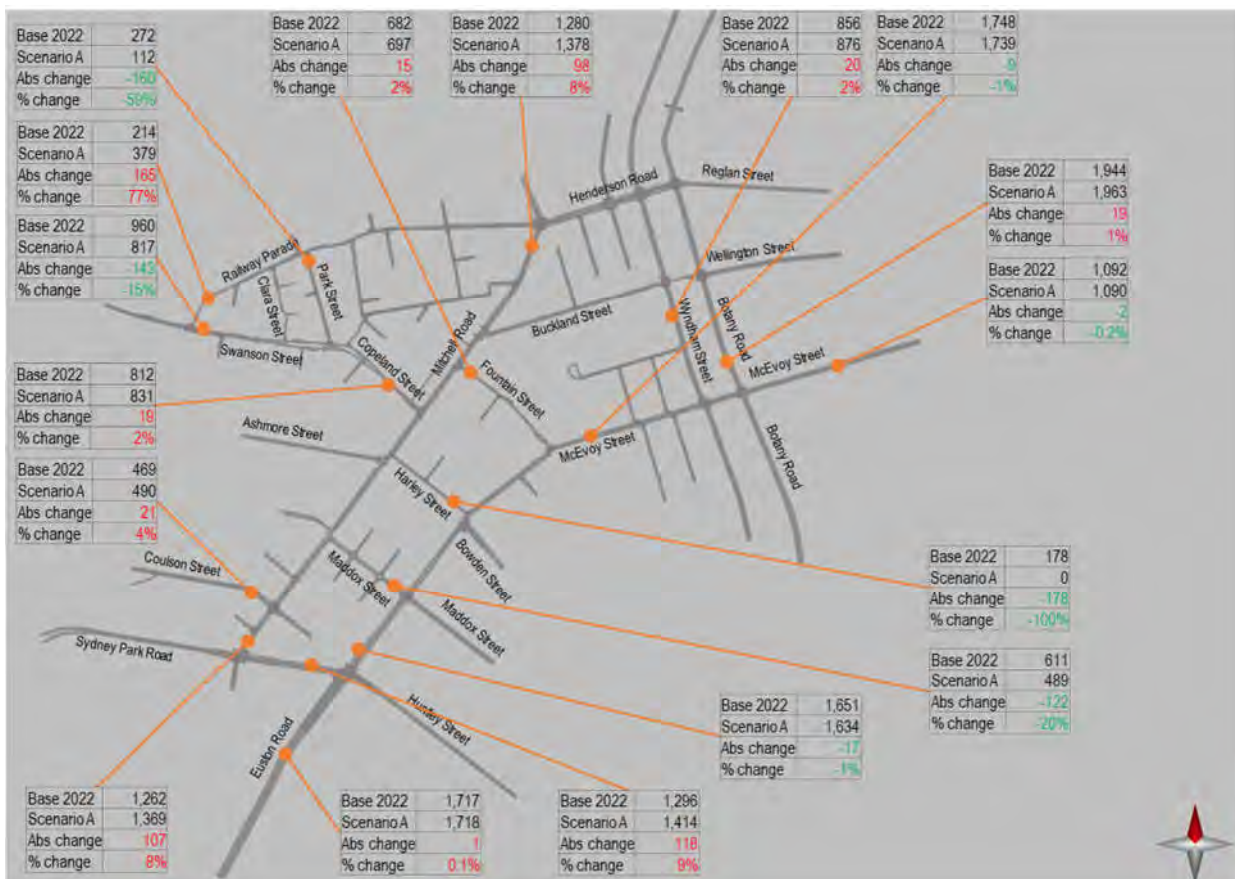 Base 2022 272
Scenario A 112
Abs change -160
% change -59%
Base 2022 682
Scenario A 697
Abs change 15
% change 2%
Base 2022 1,280
Scenario A 1,378
Abs change 98
% change 8%
Base 2022 856
Scenario A 876
Abs change 20
% change 2%
Base 2022 1,748
Scenario A 1,739
Abs change -9
% change -1%
Base 2022 214
Scenario A 379
Abs change 165
% change 77%
Base 2022 960
Scenario A 817
Abs change -143
% change -15%
Base 2022 1,944
Scenario A 1,963
Abs change 19
% change 1%
Base 2022 1,092
Scenario A 1,090
Abs change -2
% change -0.2%
Henderson Road
Reglan Street
Railway Parade
Clara Street
Park Street
Wellington Street
Swanson Street
Copeland Street
Mitchell Road
Buckland Street
Wyndham Street
Botany Road
McEvoy Street
Fountain Street
Base 2022 812
Scenario A 831
Abs change 19
% change 2%
Ashmore Street
McEvoy Street
Botany Road
Harley Street
Base 2022 469
Scenario A 490
Abs change 21
% change 4%
Coulson Street
Maddox Street
Bowden Street
Maddox Street
Sydney Park Road
Huntley Street
Euston Road
Base 2022 178
Scenario A 0
Abs change -178
% change -100%
Base 2022 611
Scenario A 489
Abs change -122
% change -20%
Base 2022 1,651
Scenario A 1,634
Abs change -17
% change -1%
Base 2022 1,262
Scenario A 1,369
Abs change 107
% change 8%
Base 2022 1,717
Scenario A 1,718
Abs change 1
% change 0.1%
Base 2022 1,296
Scenario A 1,414
Abs change 118
% change 9%